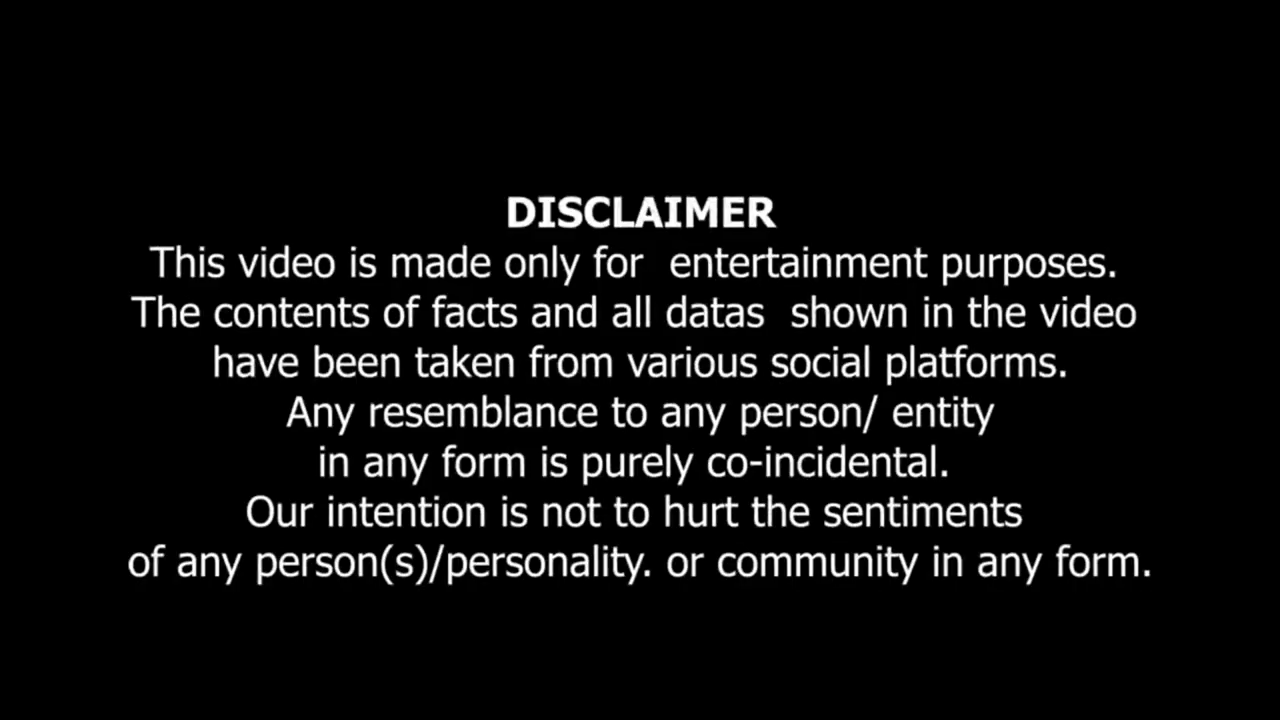 DISCLAIMER
This video is made only for  entertainment purposes.
The contents of facts and all datas  shown in the video
have been taken from various social platforms.
Any resemblance to any person/ entity
in any form is purely co-incidental.
Our intention is not to hurt the sentiments
of any person(s)/personality. or community in any form.